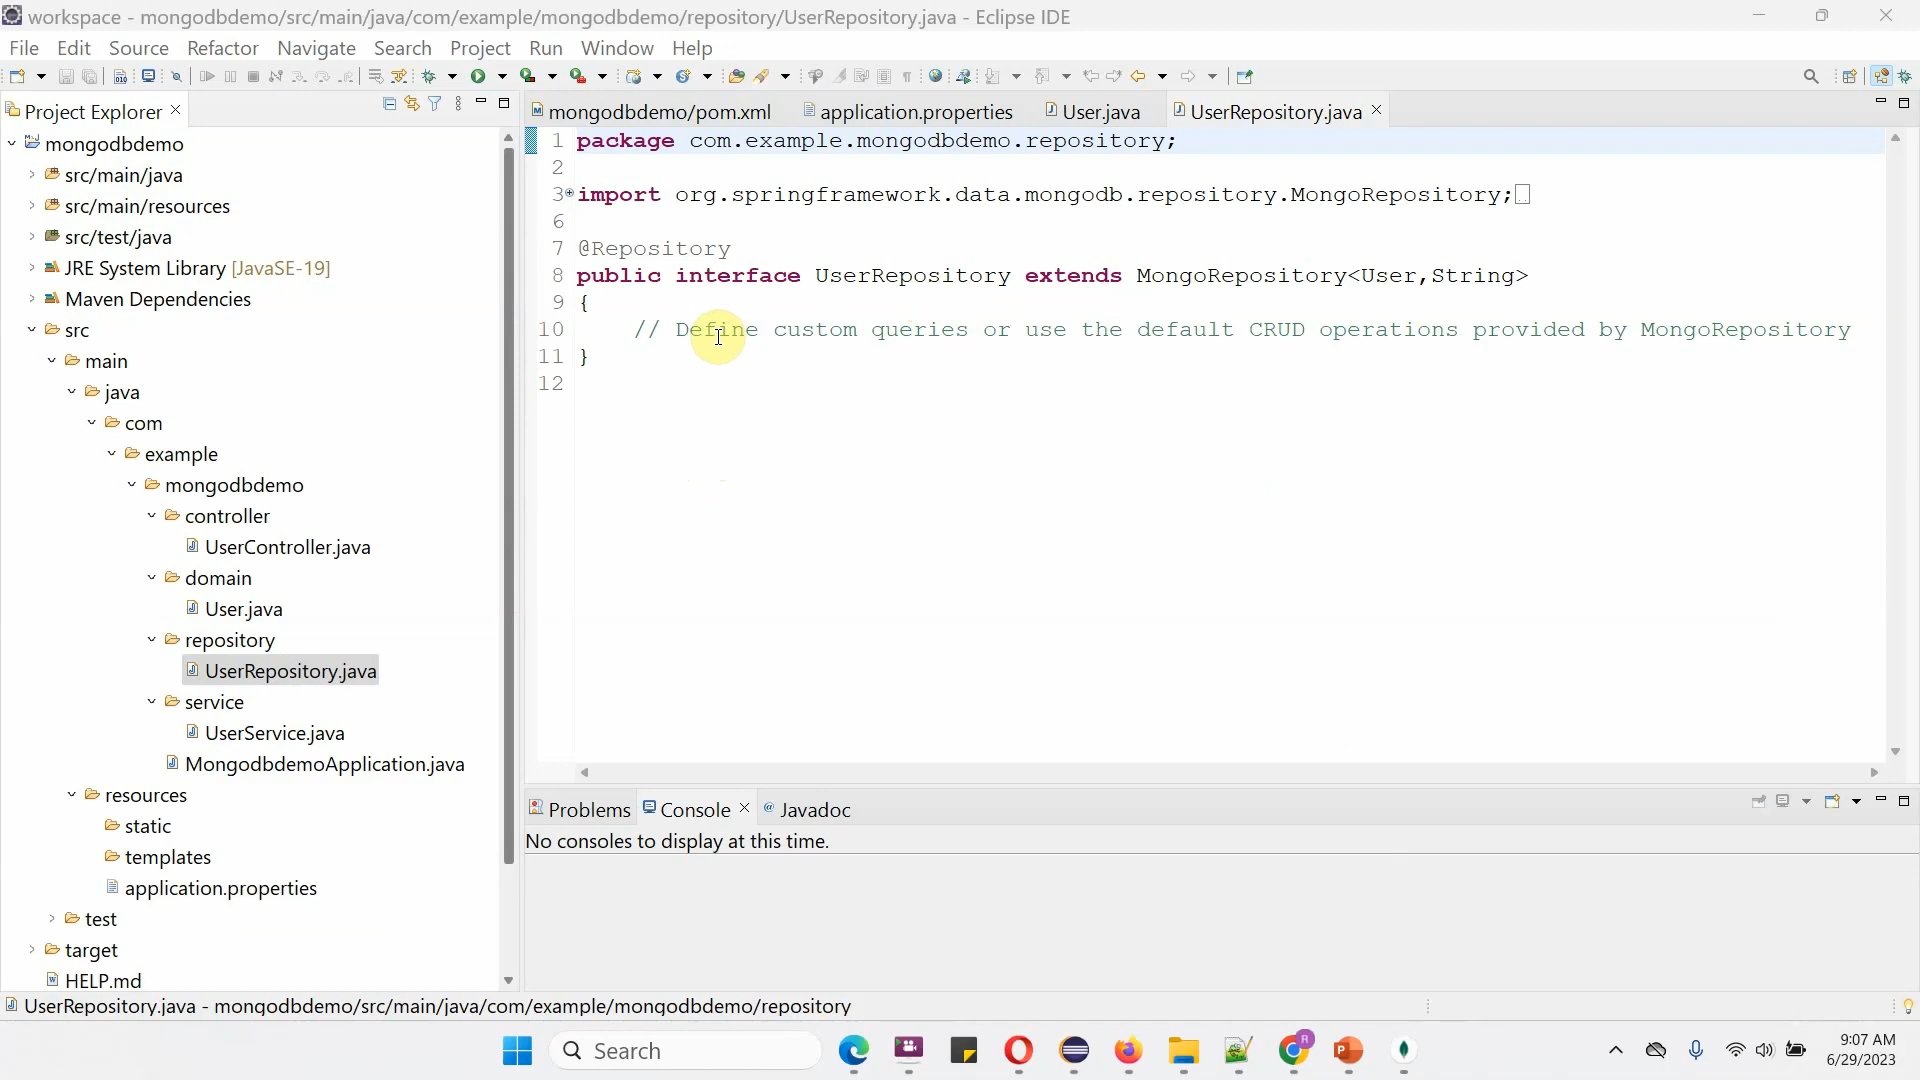 workspace - mongodbdemo/src/main/java/com/example/mongodbdemo/repository/UserRepository.java - Eclipse IDE
File Edit Source Refactor Navigate Search Project Run Window Help
Project Explorer
mongodbdemo/pom.xml application.properties User.java UserRepository.java
mongodbdemo
src/main/java
src/main/resources
src/test/java
JRE System Library [JavaSE-19]
Maven Dependencies
src
main
java
com
example
mongodbdemo
controller
UserController.java
domain
User.java
repository
UserRepository.java
service
UserService.java
MongodbdemoApplication.java
resources
static
templates
application.properties
test
target
HELP.md
1 package com.example.mongodbdemo.repository;
2
3 import org.springframework.data.mongodb.repository.MongoRepository;
6
7 @Repository
8 public interface UserRepository extends MongoRepository<User,String>
9 {
10 // Define custom queries or use the default CRUD operations provided by MongoRepository
11 }
12
Problems Console Javadoc
No consoles to display at this time.
UserRepository.java - mongodbdemo/src/main/java/com/example/mongodbdemo/repository
Search
9:07 AM
6/29/2023